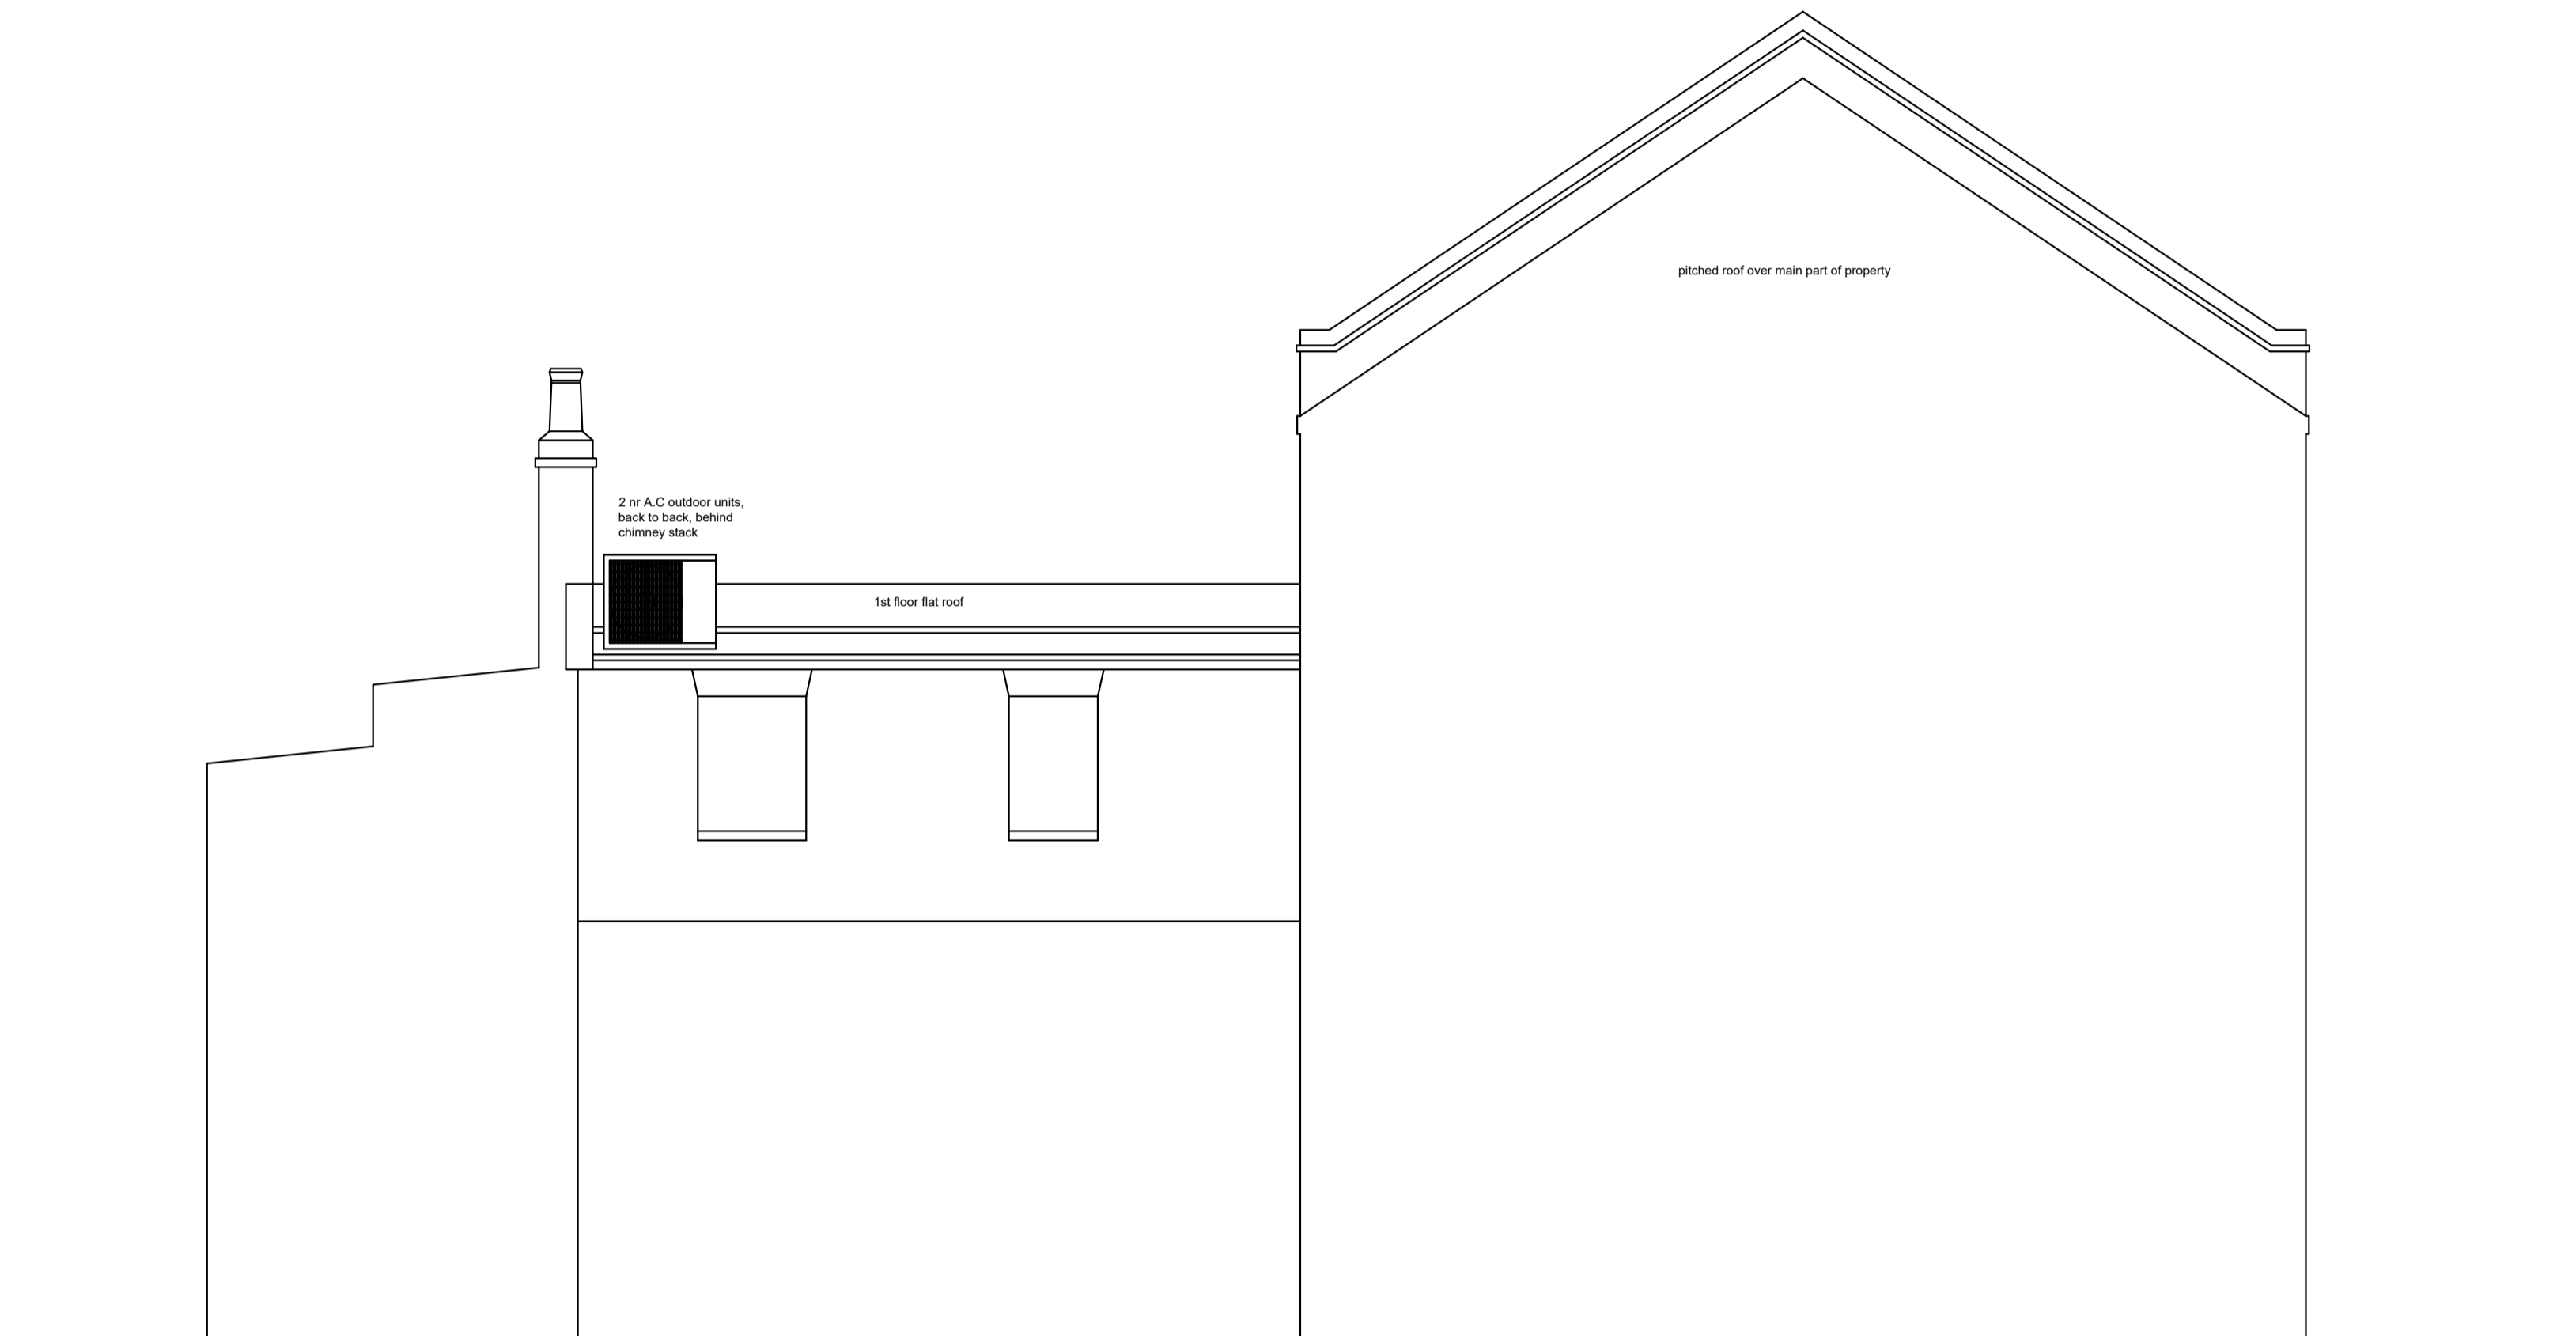 pitched roof over main part of property
2 nr A.C outdoor units,
back to back, behind
chimney stack
1st floor flat roof